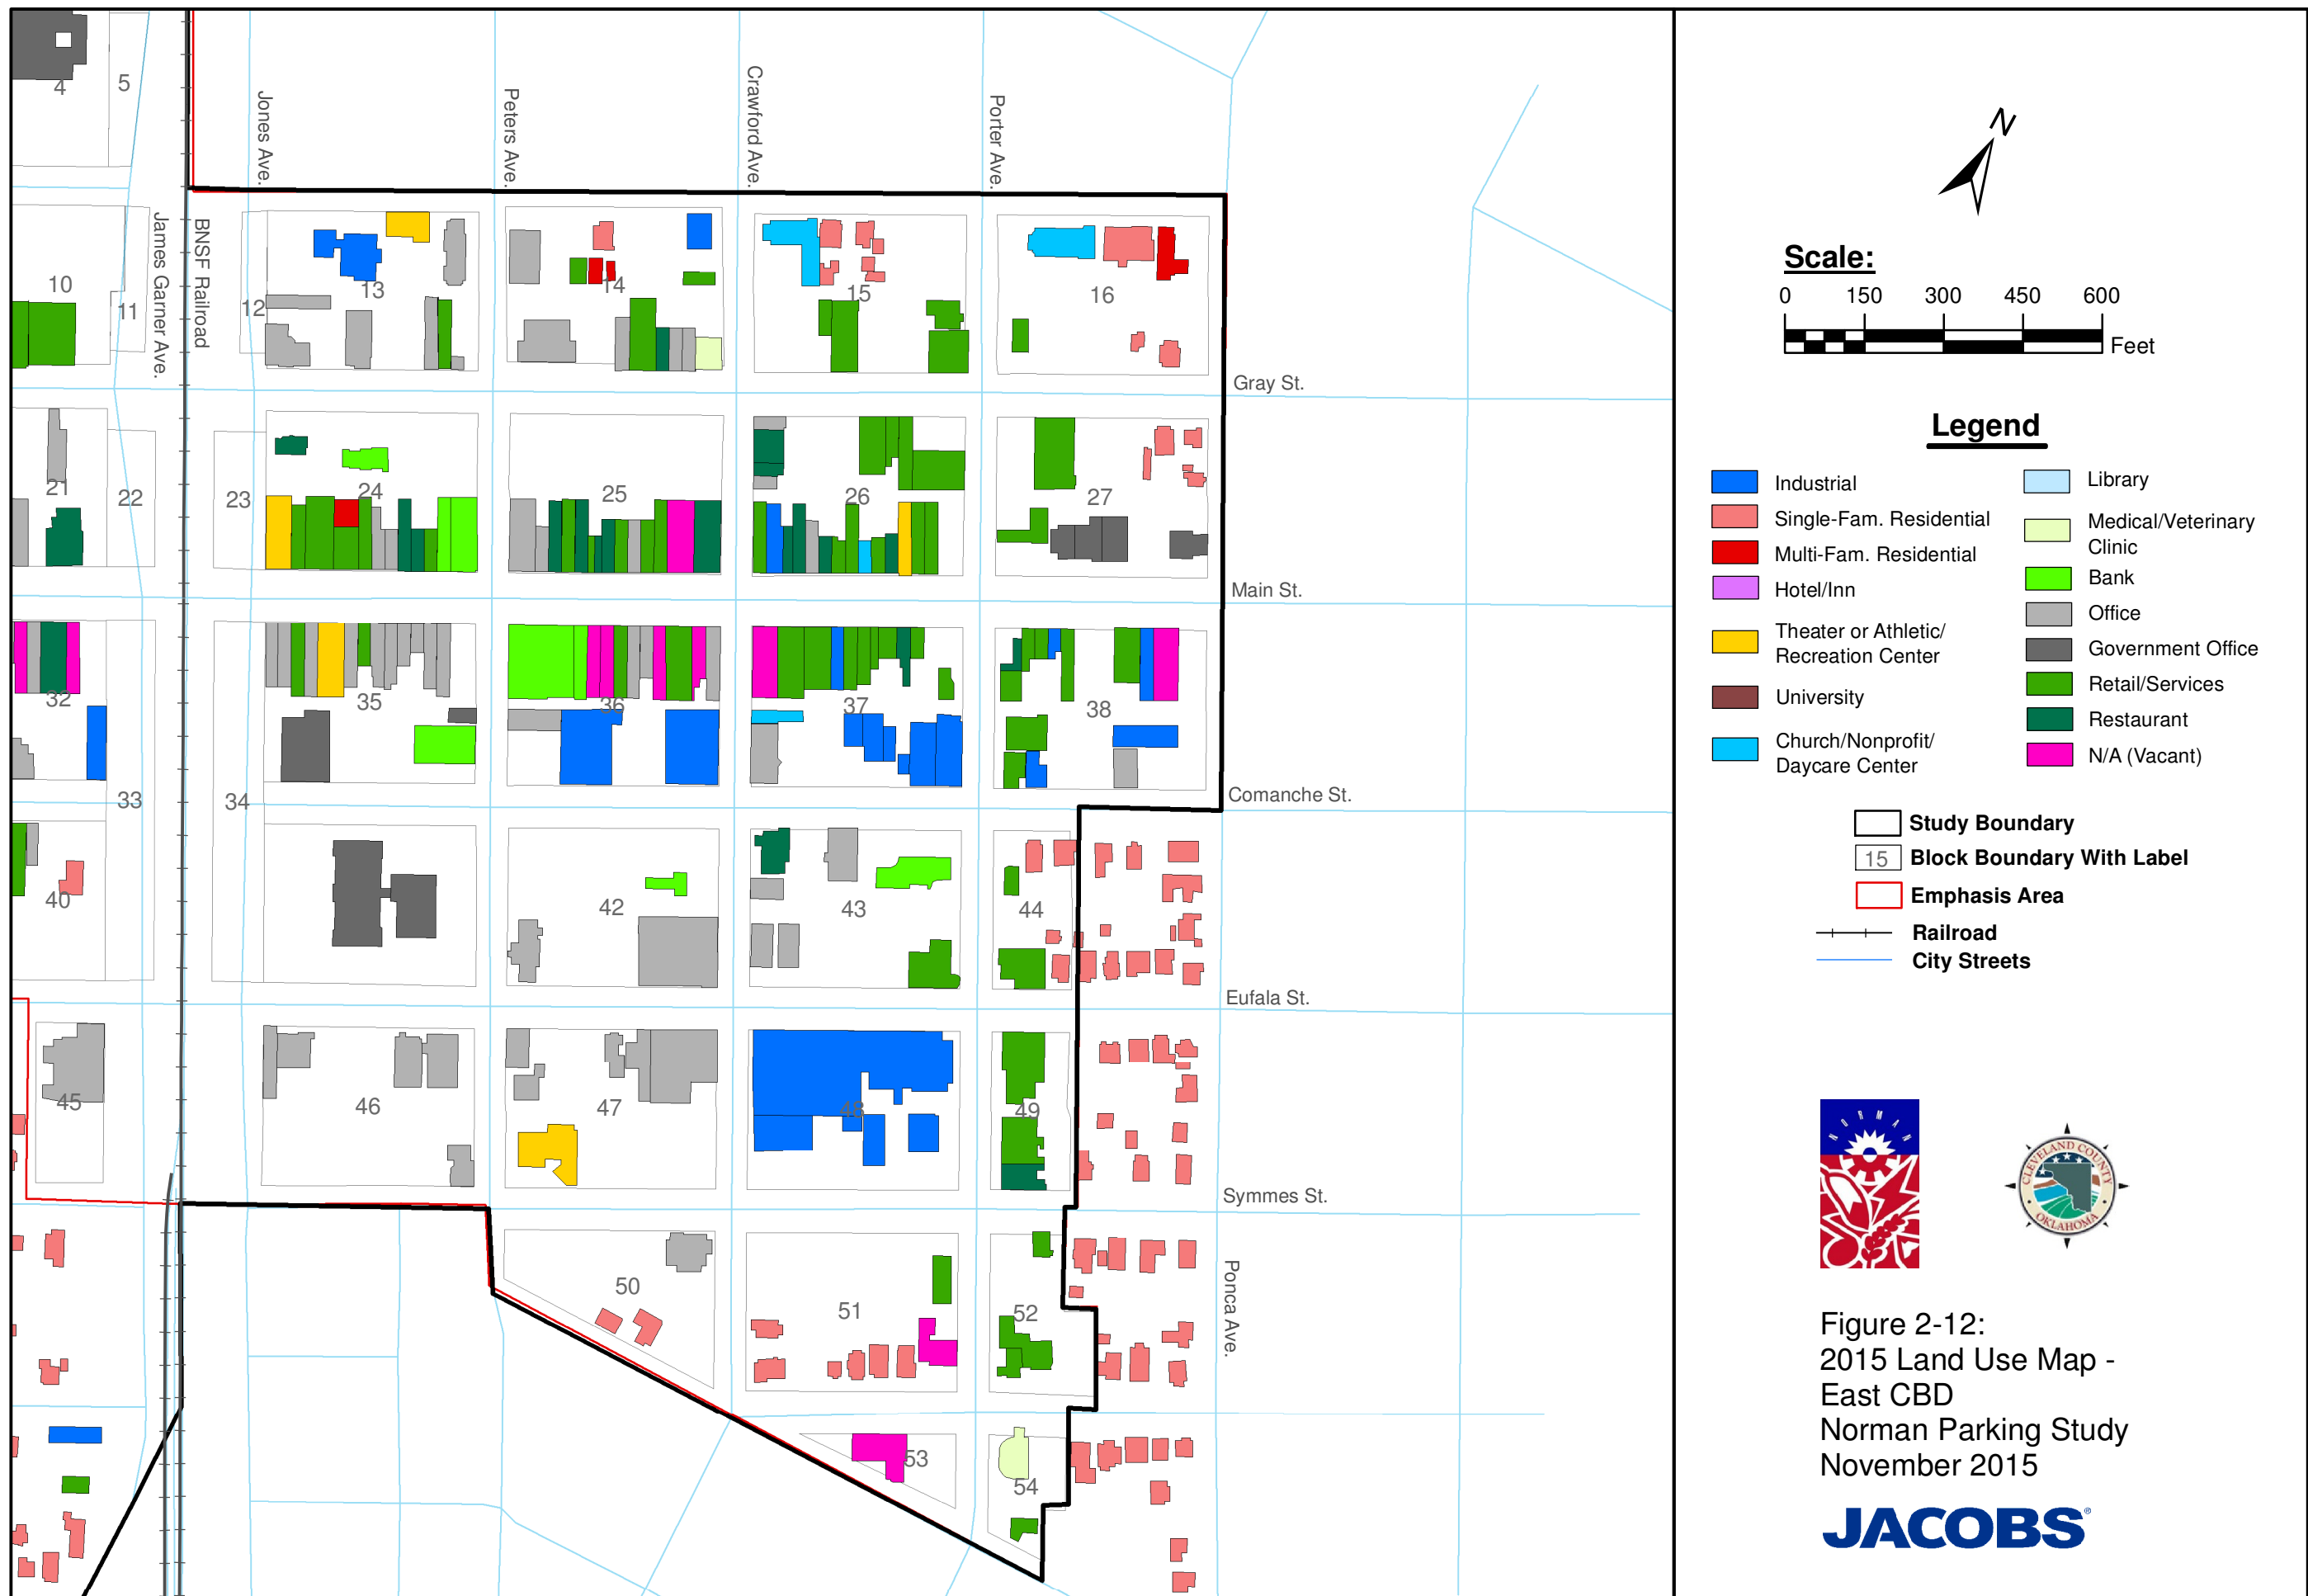 4
5
Jones Ave.
Peters Ave.
Crawford Ave.
Porter Ave.
James Garner Ave.
BNSF Railroad
10
11
12
13
14
15
16
Gray St.
21
22
23
24
25
26
27
Main St.
32
33
34
35
36
37
38
Comanche St.
40
42
43
44
Eufala St.
45
46
47
48
49
Symmes St.
50
51
52
Ponca Ave.
53
54
N
Scale:
0 150 300 450 600
Feet
Legend
Industrial
Single-Fam. Residential
Multi-Fam. Residential
Hotel/Inn
Theater or Athletic/
Recreation Center
University
Church/Nonprofit/
Daycare Center
Library
Medical/Veterinary
Clinic
Bank
Office
Government Office
Retail/Services
Restaurant
N/A (Vacant)
Study Boundary
15 Block Boundary With Label
Emphasis Area
Railroad
City Streets
NORMAN
CLEVELAND COUNTY
OKLAHOMA
Figure 2-12:
2015 Land Use Map -
East CBD
Norman Parking Study
November 2015
JACOBS®